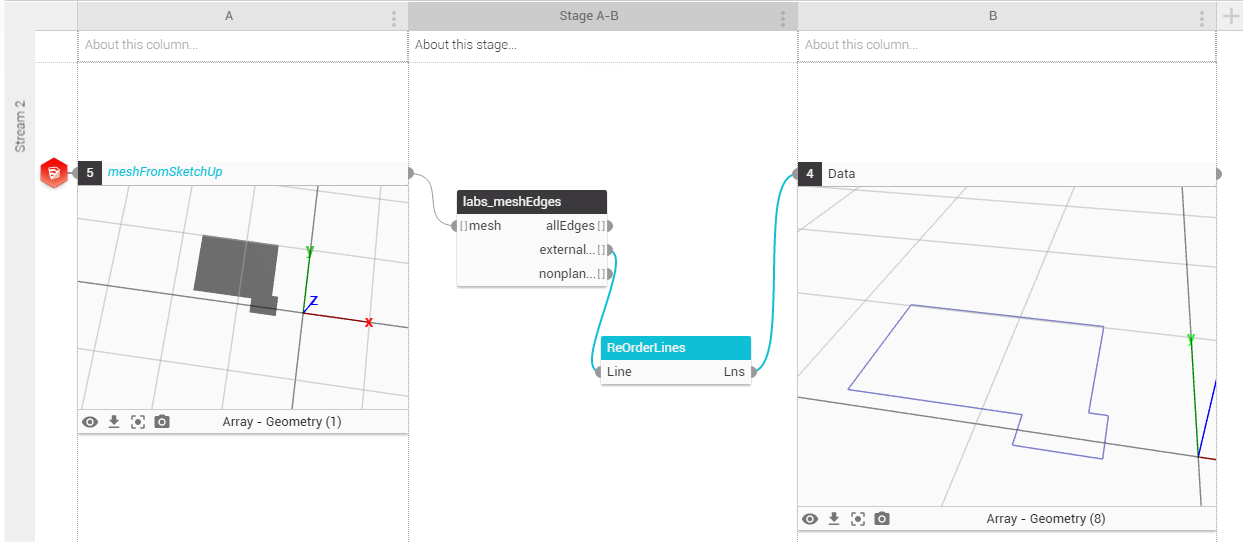 A
Stage A-B
B
About this column...
About this stage...
About this column...
Stream 2
5 meshFromSketchUp
4 Data
labs_meshEdges
[] mesh allEdges []
external... []
nonplan... []
ReOrderLines
Line Lns
y
z
x
y
Array - Geometry (1)
Array - Geometry (8)